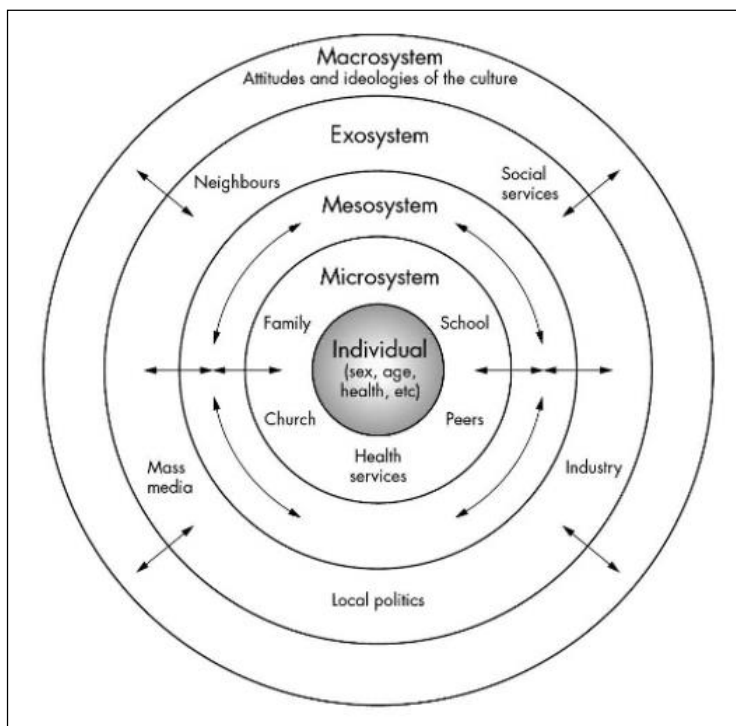 Macrosystem
Attitudes and ideologies of the culture
Exosystem
Neighbours
Social
services
Mesosystem
Microsystem
Family
School
Individual
(sex, age,
health, etc)
Church
Peers
Health
services
Mass
media
Industry
Local politics